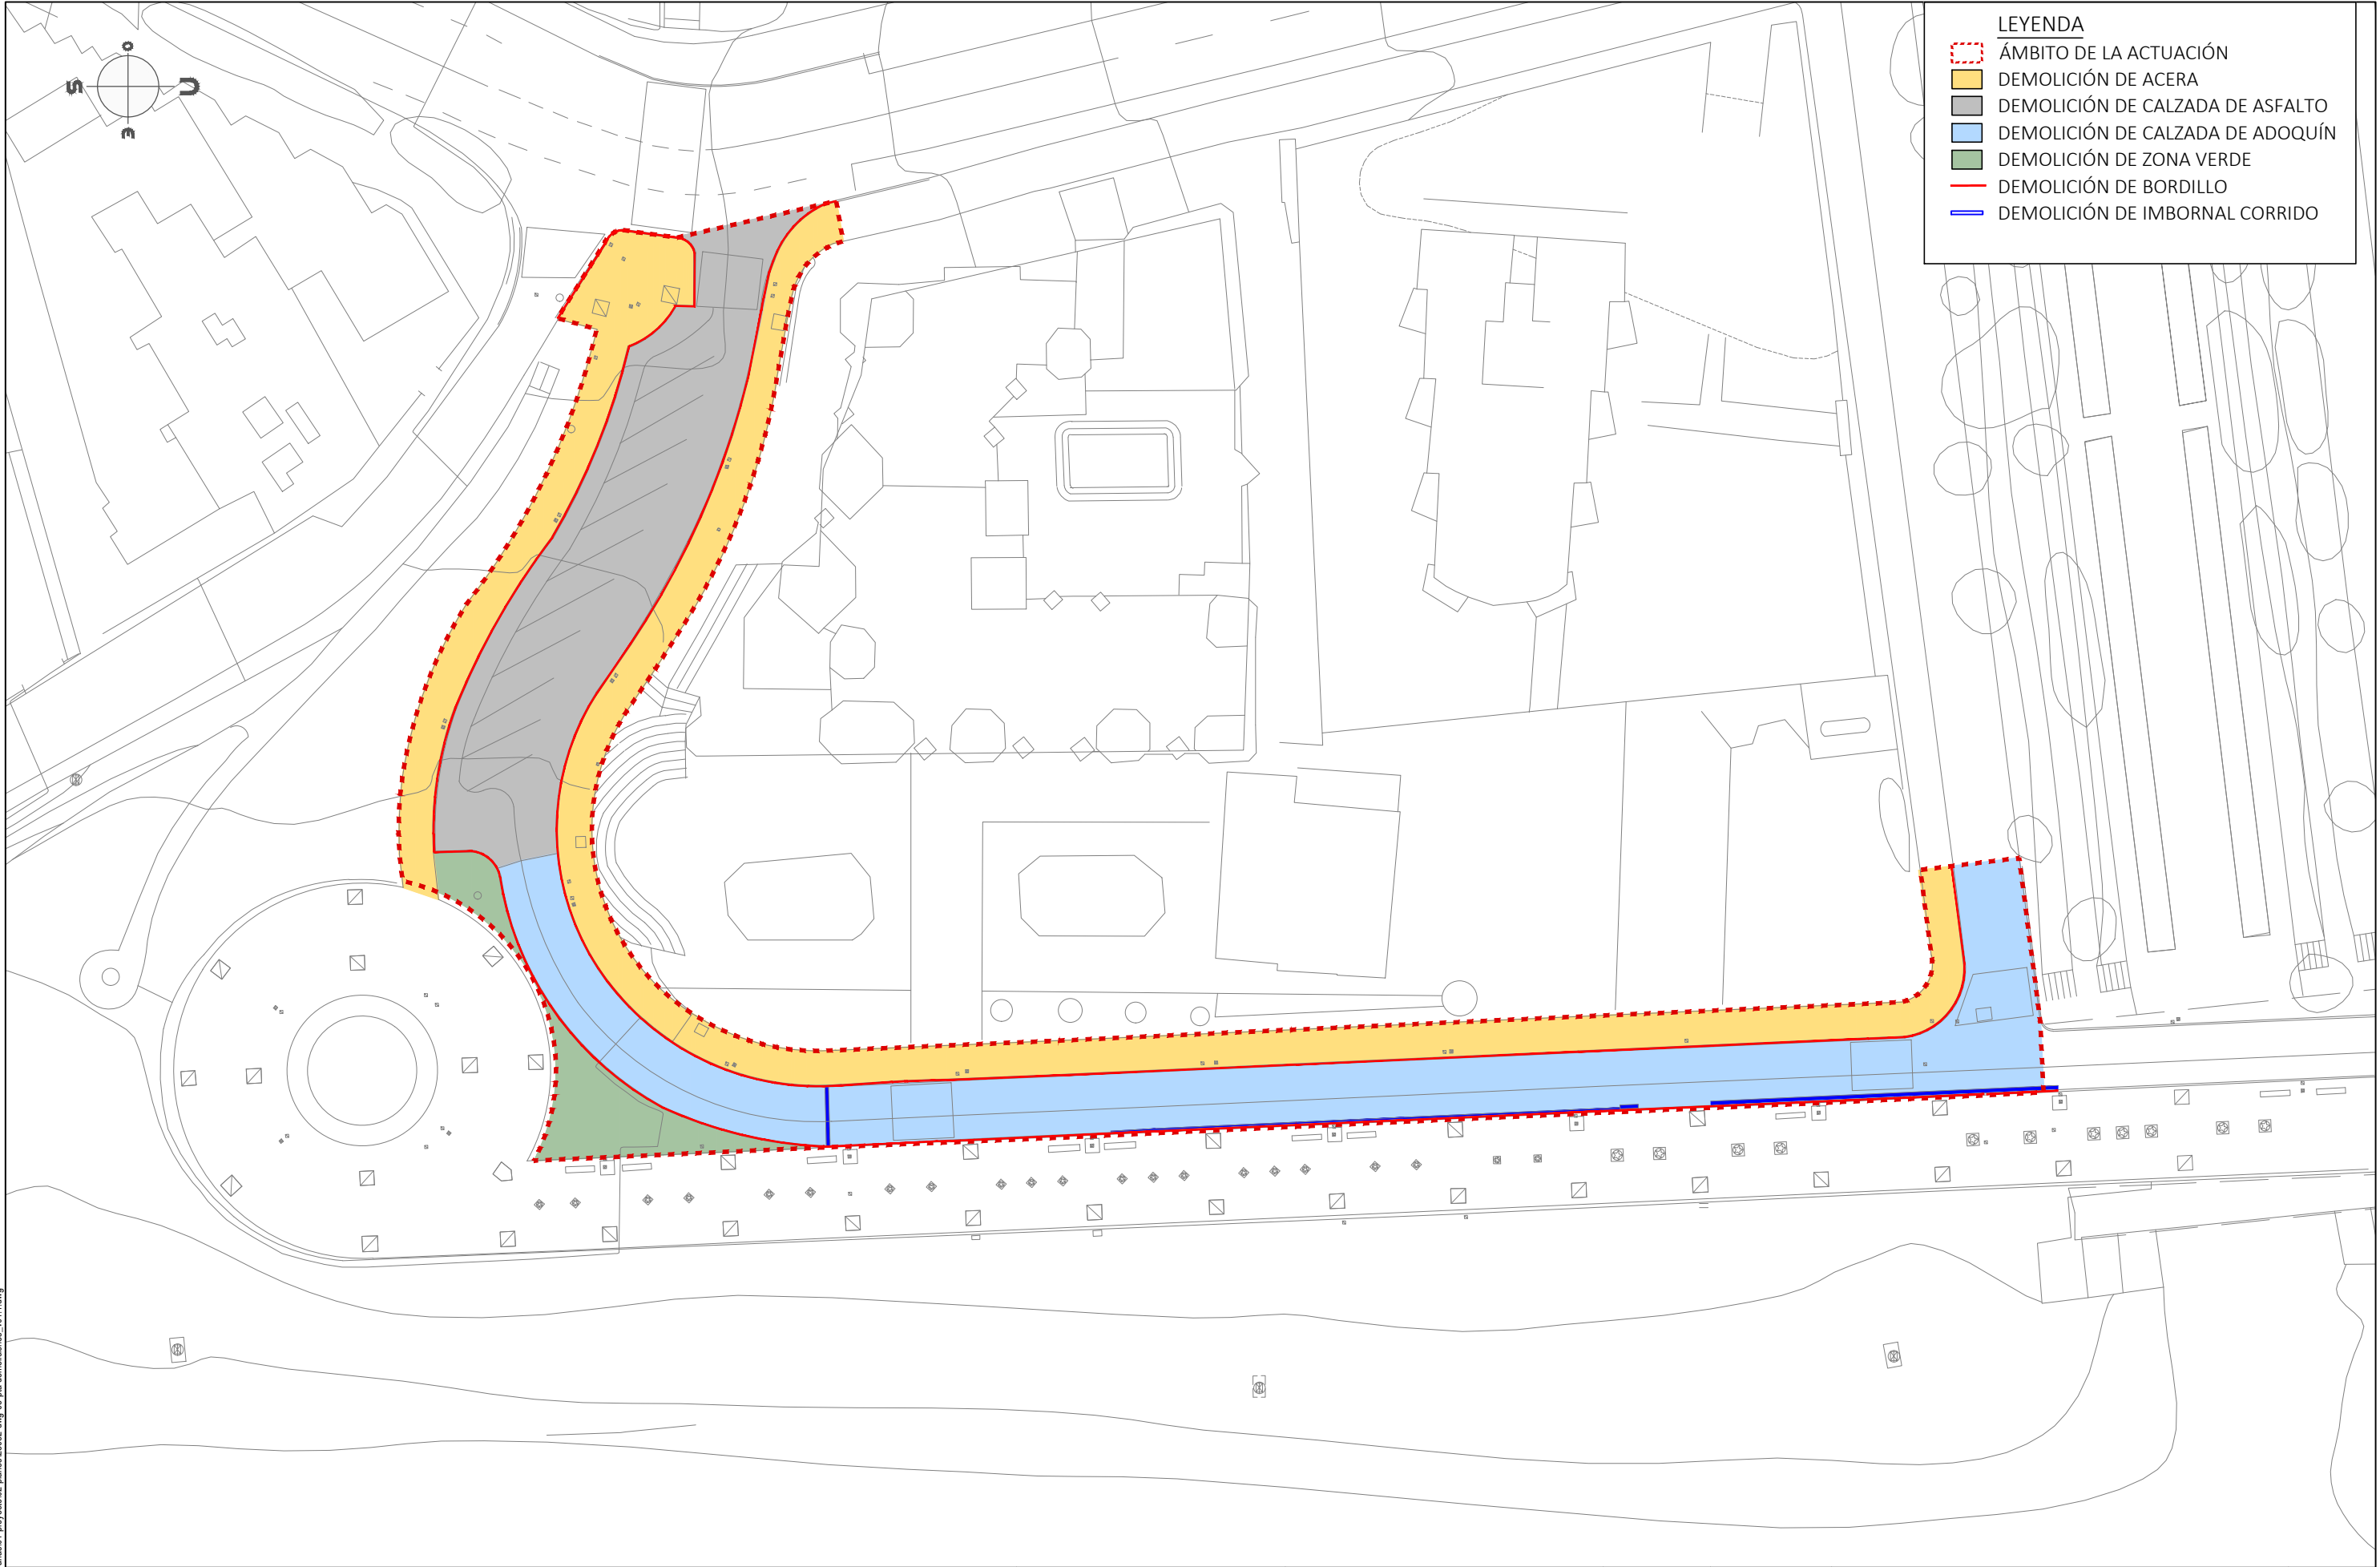 LEYENDA
ÁMBITO DE LA ACTUACIÓN
DEMOLICIÓN DE ACERA
DEMOLICIÓN DE CALZADA DE ASFALTO
DEMOLICIÓN DE CALZADA DE ADOQUÍN
DEMOLICIÓN DE ZONA VERDE
DEMOLICIÓN DE BORDILLO
DEMOLICIÓN DE IMBORNAL CORRIDO
o
s
n
e